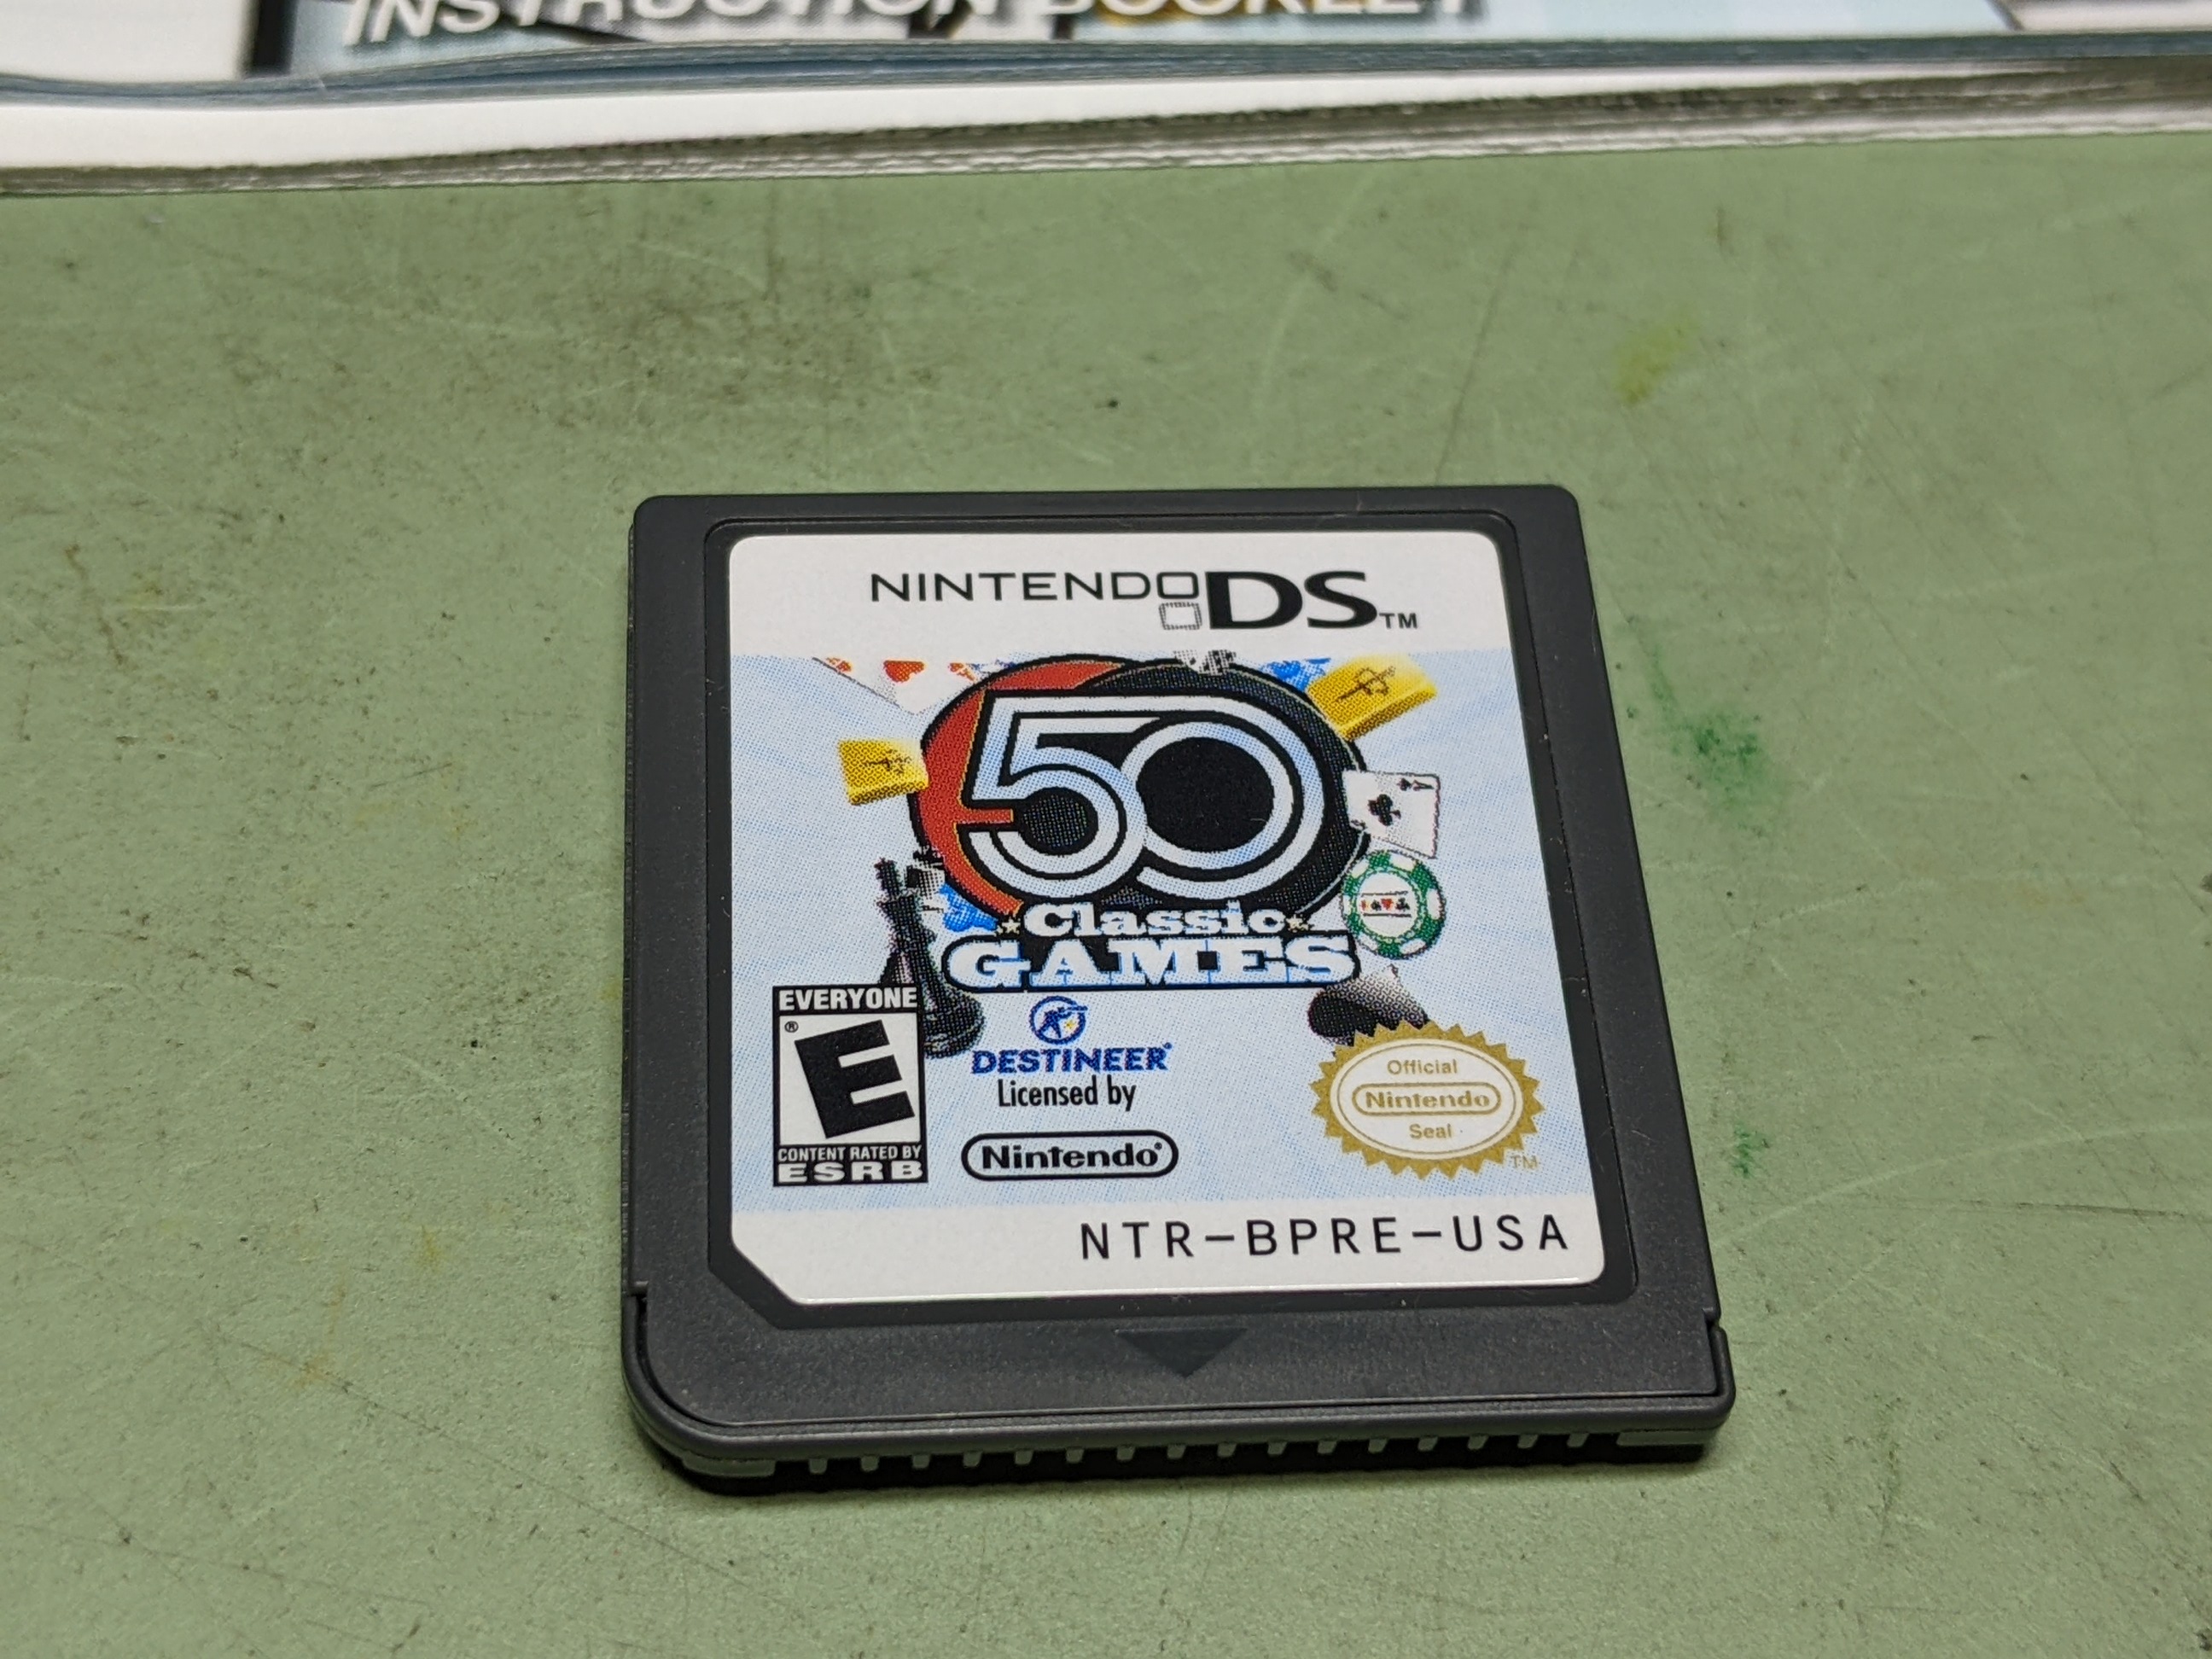 INSTRUCTION BOOKLET
NINTENDO DS™
50
Classic
GAMES
EVERYONE
E
®
CONTENT RATED BY
ESRB
DESTINEER®
Licensed by
Nintendo®
Official
Nintendo
Seal
TM
NTR-BPRE-USA